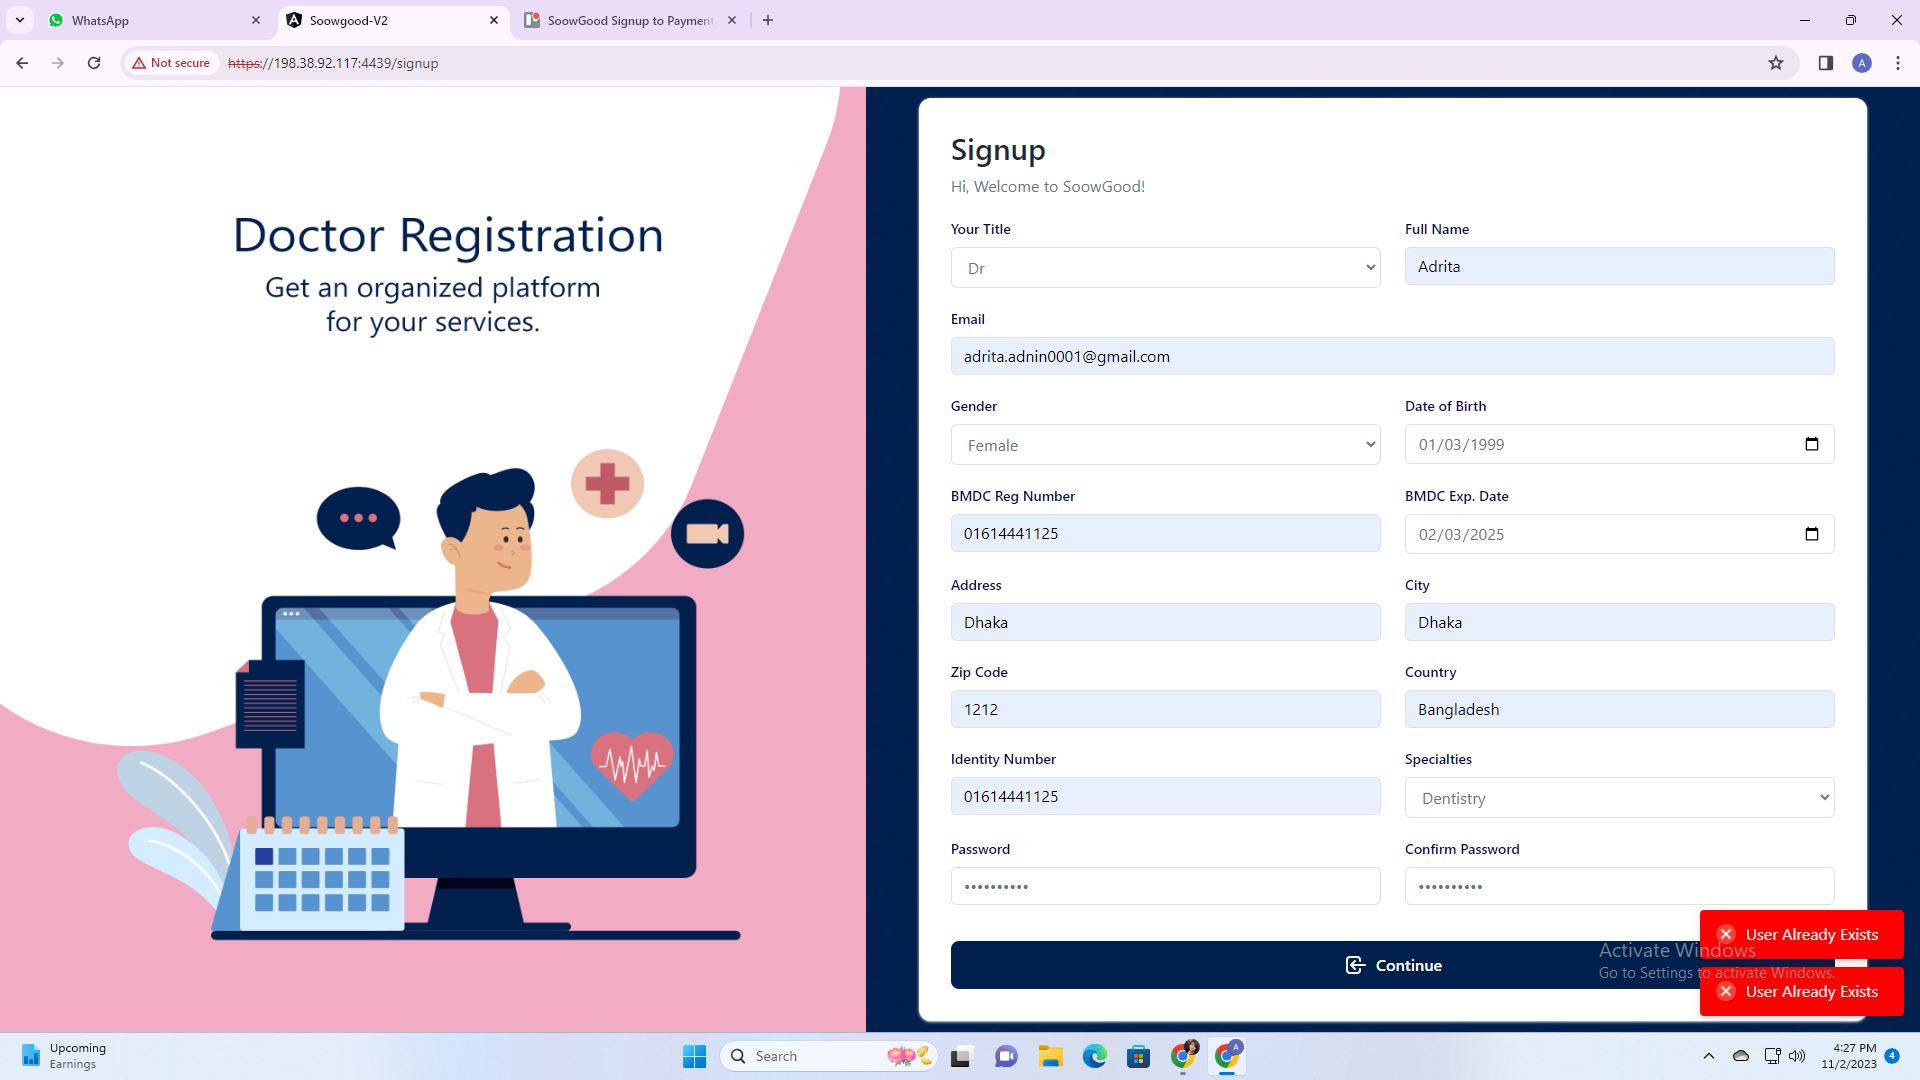 WhatsApp
Soowgood-V2
SoowGood Signup to Payment
Not secure
https://198.38.92.117:4439/signup
A
Doctor Registration
Get an organized platform
for your services.
Signup
Hi, Welcome to SoowGood!
Your Title
Full Name
Dr
Adrita
Email
adrita.adnin0001@gmail.com
Gender
Date of Birth
Female
01/03/1999
BMDC Reg Number
BMDC Exp. Date
01614441125
02/03/2025
Address
City
Dhaka
Dhaka
Zip Code
Country
1212
Bangladesh
Identity Number
Specialties
01614441125
Dentistry
Password
Confirm Password
••••••••••
••••••••••
Continue
Activate Windows
Go to Settings to activate Windows.
User Already Exists
User Already Exists
Upcoming
Earnings
Search
A
4:27 PM
11/2/2023
4